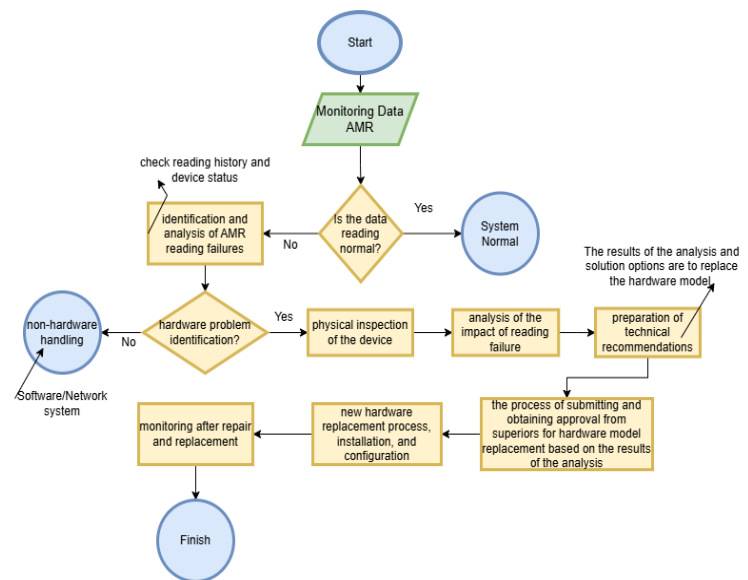 Start
Monitoring Data
AMR
check reading history and
device status
Is the data
reading
normal?
Yes
System
Normal
No
identification and
analysis of AMR
reading failures
The results of the analysis and
solution options are to replace
the hardware model
non-hardware
handling
No
hardware problem
identification?
Yes
physical inspection
of the device
analysis of the
impact of reading
failure
preparation of
technical
recommendations
Software/Network
system
monitoring after repair
and replacement
new hardware
replacement process,
installation, and
configuration
the process of submitting and
obtaining approval from
superiors for hardware model
replacement based on the results
of the analysis
Finish